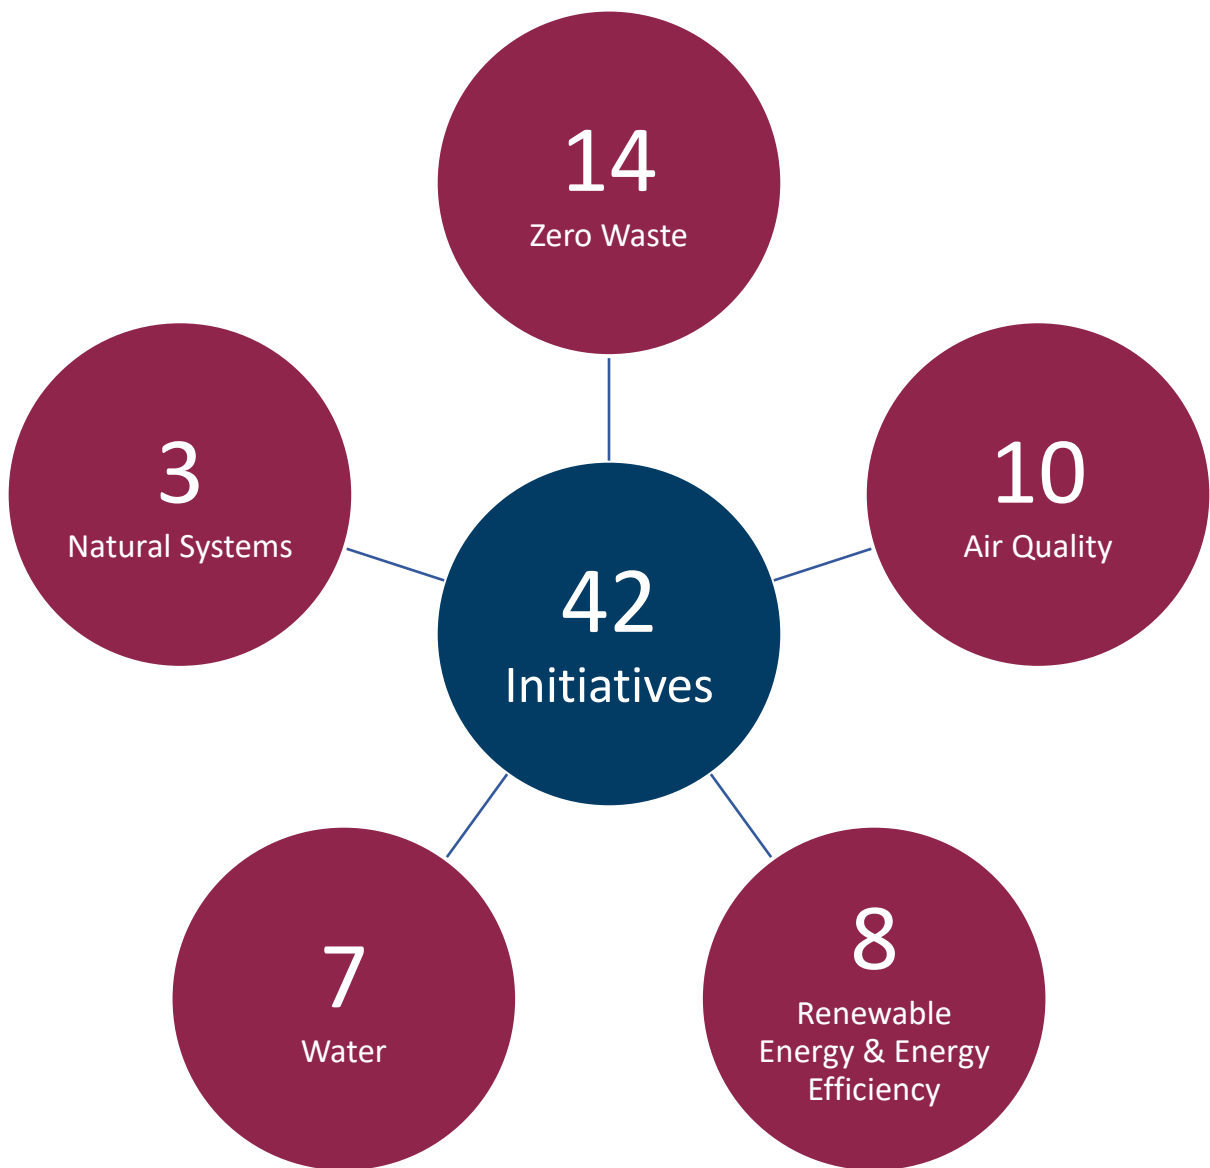 14
Zero Waste
3
Natural Systems
10
Air Quality
42
Initiatives
7
Water
8
Renewable
Energy & Energy
Efficiency